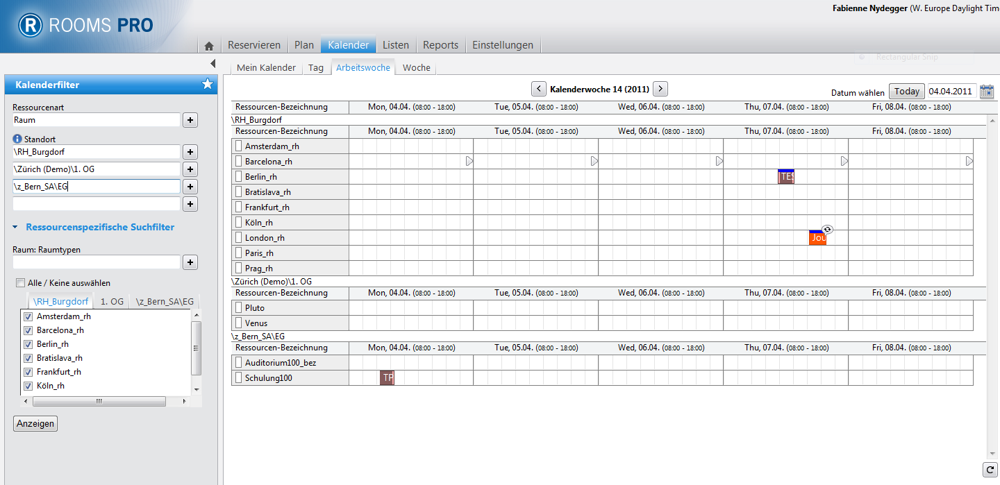 Fabienne Nydegger (W. Europe Daylight Tim
R ROOMS PRO
Reservieren Plan Kalender Listen Reports Einstellungen
Rectangular Snip
Mein Kalender Tag Arbeitswoche Woche
Kalenderfilter
Ressourcenart
Raum
Standort
\RH_Burgdorf
\Zürich (Demo)\1. OG
\z_Bern_SA\EG
Ressourcenspezifische Suchfilter
Raum: Raumtypen
Alle / Keine auswählen
\RH_Burgdorf 1. OG \z_Bern_SA\EG
Amsterdam_rh
Barcelona_rh
Berlin_rh
Bratislava_rh
Frankfurt_rh
Köln_rh
Anzeigen
Kalenderwoche 14 (2011)
Datum wählen Today 04.04.2011
Ressourcen-Bezeichnung Mon, 04.04. (08:00 - 18:00) Tue, 05.04. (08:00 - 18:00) Wed, 06.04. (08:00 - 18:00) Thu, 07.04. (08:00 - 18:00) Fri, 08.04. (08:00 - 18:00)
\RH_Burgdorf
Ressourcen-Bezeichnung Mon, 04.04. (08:00 - 18:00) Tue, 05.04. (08:00 - 18:00) Wed, 06.04. (08:00 - 18:00) Thu, 07.04. (08:00 - 18:00) Fri, 08.04. (08:00 - 18:00)
Amsterdam_rh
Barcelona_rh
Berlin_rh TES
Bratislava_rh
Frankfurt_rh
Köln_rh
London_rh Jou
Paris_rh
Prag_rh
\Zürich (Demo)\1. OG
Ressourcen-Bezeichnung Mon, 04.04. (08:00 - 18:00) Tue, 05.04. (08:00 - 18:00) Wed, 06.04. (08:00 - 18:00) Thu, 07.04. (08:00 - 18:00) Fri, 08.04. (08:00 - 18:00)
Pluto
Venus
\z_Bern_SA\EG
Ressourcen-Bezeichnung Mon, 04.04. (08:00 - 18:00) Tue, 05.04. (08:00 - 18:00) Wed, 06.04. (08:00 - 18:00) Thu, 07.04. (08:00 - 18:00) Fri, 08.04. (08:00 - 18:00)
Auditorium100_bez
Schulung100 TP